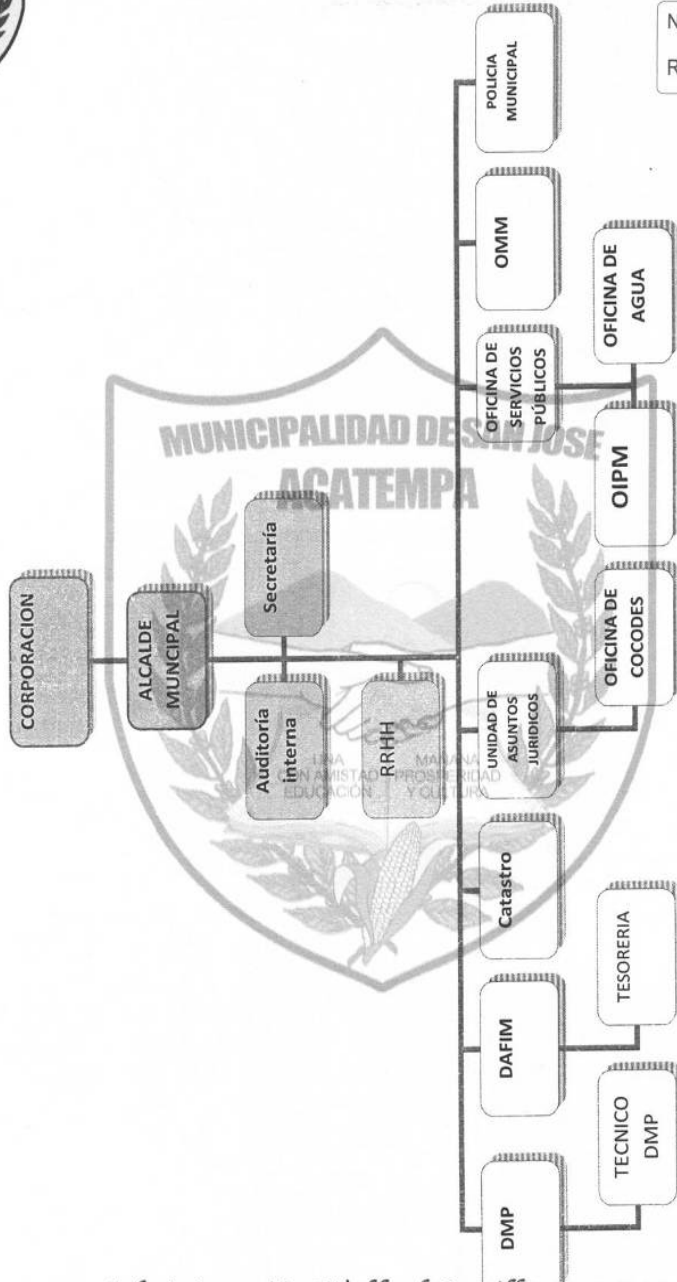 CORPORACION
ALCALDE
MUNCIPAL
Auditoría
interna
Secretaría
RRHH
DMP
DAFIM
Catastro
UNIDAD DE
ASUNTOS
JURIDICOS
OFICINA DE
SERVICIOS
PÚBLICOS
OMM
POLICIA
MUNICIPAL
TECNICO
DMP
TESORERIA
OFICINA DE
COCODES
OIPM
OFICINA DE
AGUA
MUNICIPALIDAD DE SAN JOSE
ACATEMPA
UNA MAÑANA
CON AMISTAD PROSPERIDAD
EDUCACIÓN Y CULTURA
N
R